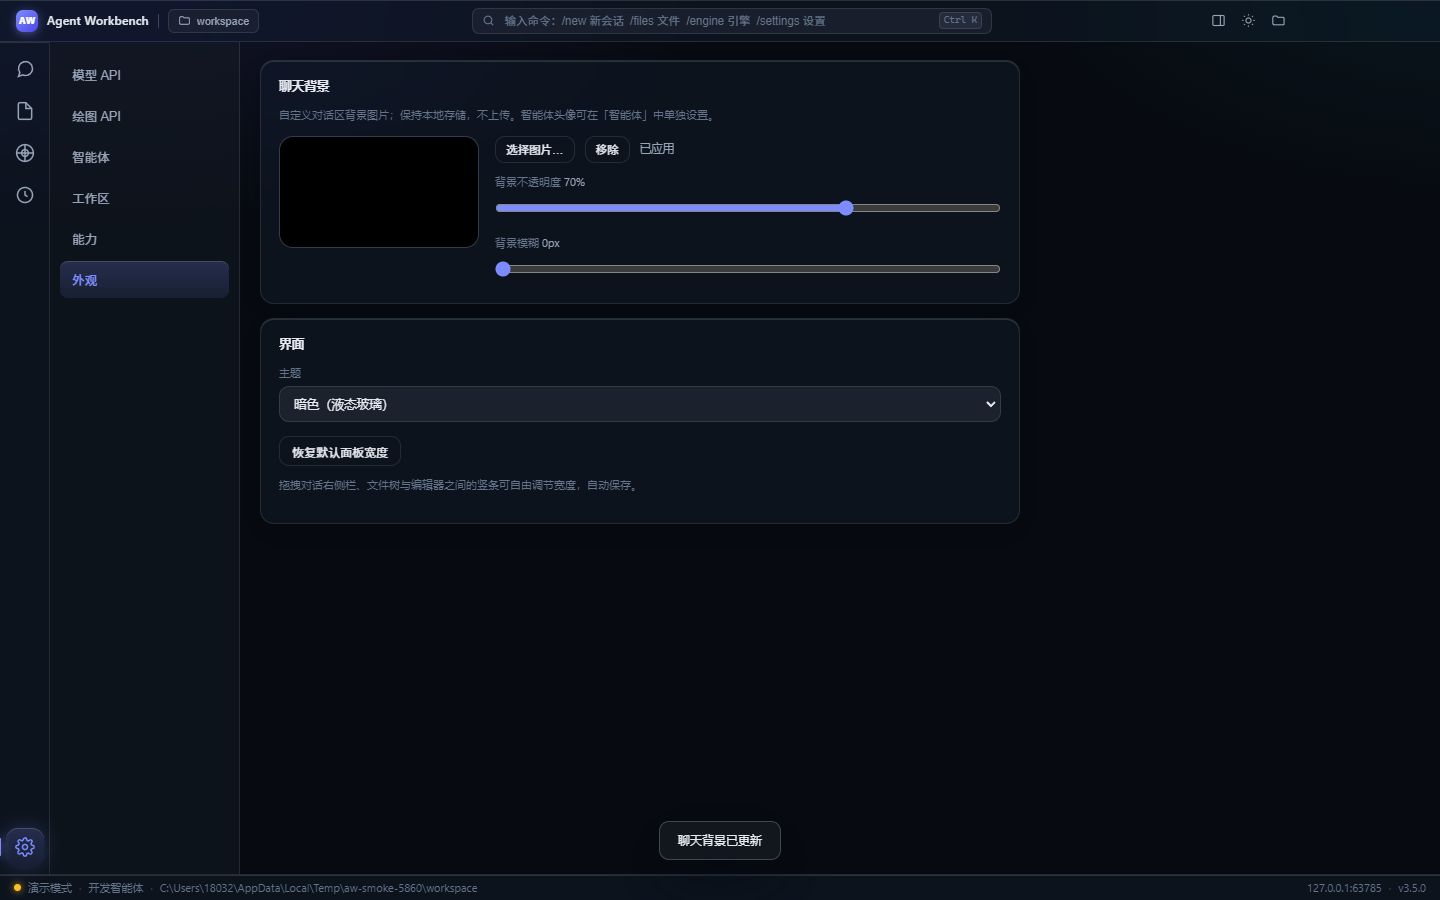 AW Agent Workbench workspace 输入命令：/new 新会话 /files 文件 /engine 引擎 /settings 设置 Ctrl K
模型 API
绘图 API
智能体
工作区
能力
外观
聊天背景
自定义对话区背景图片；保持本地存储，不上传。智能体头像可在「智能体」中单独设置。
选择图片... 移除 已应用
背景不透明度 70%
背景模糊 0px
界面
主题
暗色（液态玻璃）
恢复默认面板宽度
拖拽对话右侧栏、文件树与编辑器之间的竖条可自由调节宽度，自动保存。
聊天背景已更新
演示模式 · 开发智能体 · C:\Users\18032\AppData\Local\Temp\aw-smoke-5860\workspace 127.0.0.1:63785 · v3.5.0